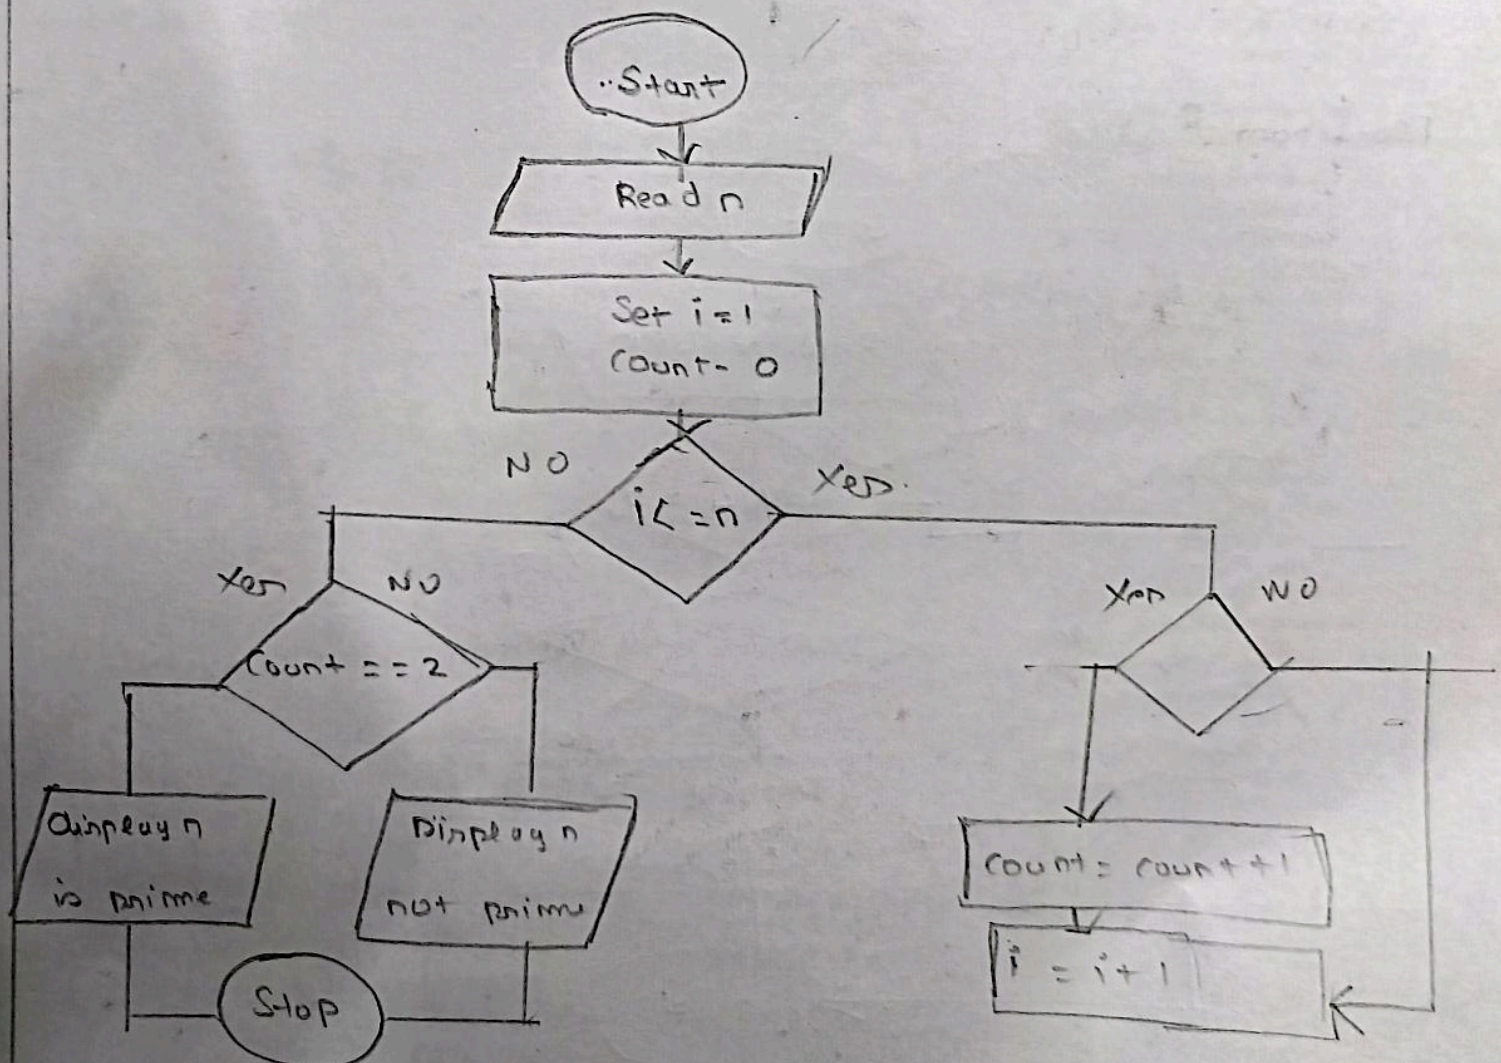 Start
Read n
Set i = 1
Count - 0
NO
Yes.
i< = n
Yes
NO
Yes
NO
Count = = 2
Display n
is prime
Display n
not prime
Count = count + 1
i = i + 1
Stop